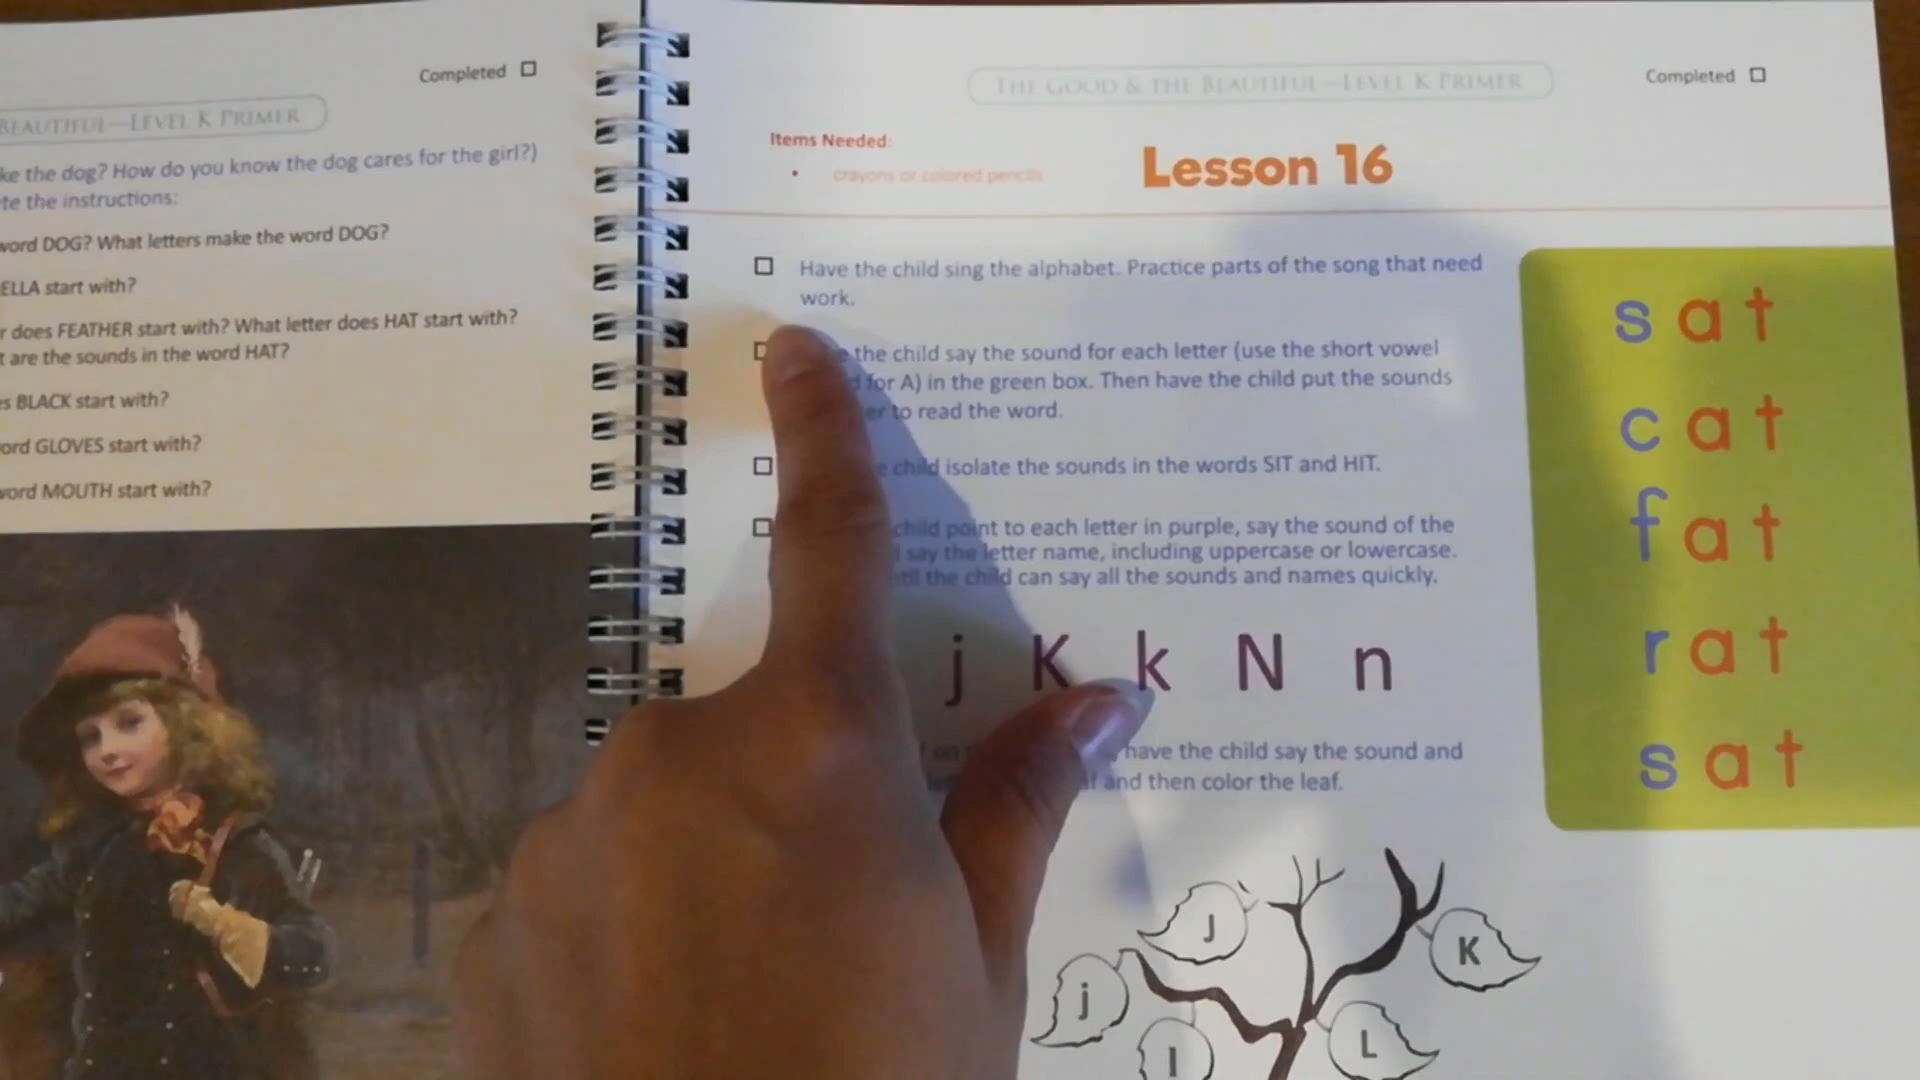 Completed
BEAUTIFUL—LEVEL K PRIMER
the dog? How do you know the dog cares for the girl?)
the instructions:
word DOG? What letters make the word DOG?
ELLA start with?
does FEATHER start with? What letter does HAT start with?
are the sounds in the word HAT?
BLACK start with?
GLOVES start with?
word MOUTH start with?
THE GOOD & THE BEAUTIFUL—LEVEL K PRIMER
Completed
Items Needed:
• crayons or colored pencils
Lesson 16
Have the child sing the alphabet. Practice parts of the song that need
work.
the child say the sound for each letter (use the short vowel
for A) in the green box. Then have the child put the sounds
to read the word.
child isolate the sounds in the words SIT and HIT.
child point to each letter in purple, say the sound of the
say the letter name, including uppercase or lowercase.
the child can say all the sounds and names quickly.
j K k N n
have the child say the sound and
and then color the leaf.
s a t
c a t
f a t
r a t
s a t
J
K
j
l
L